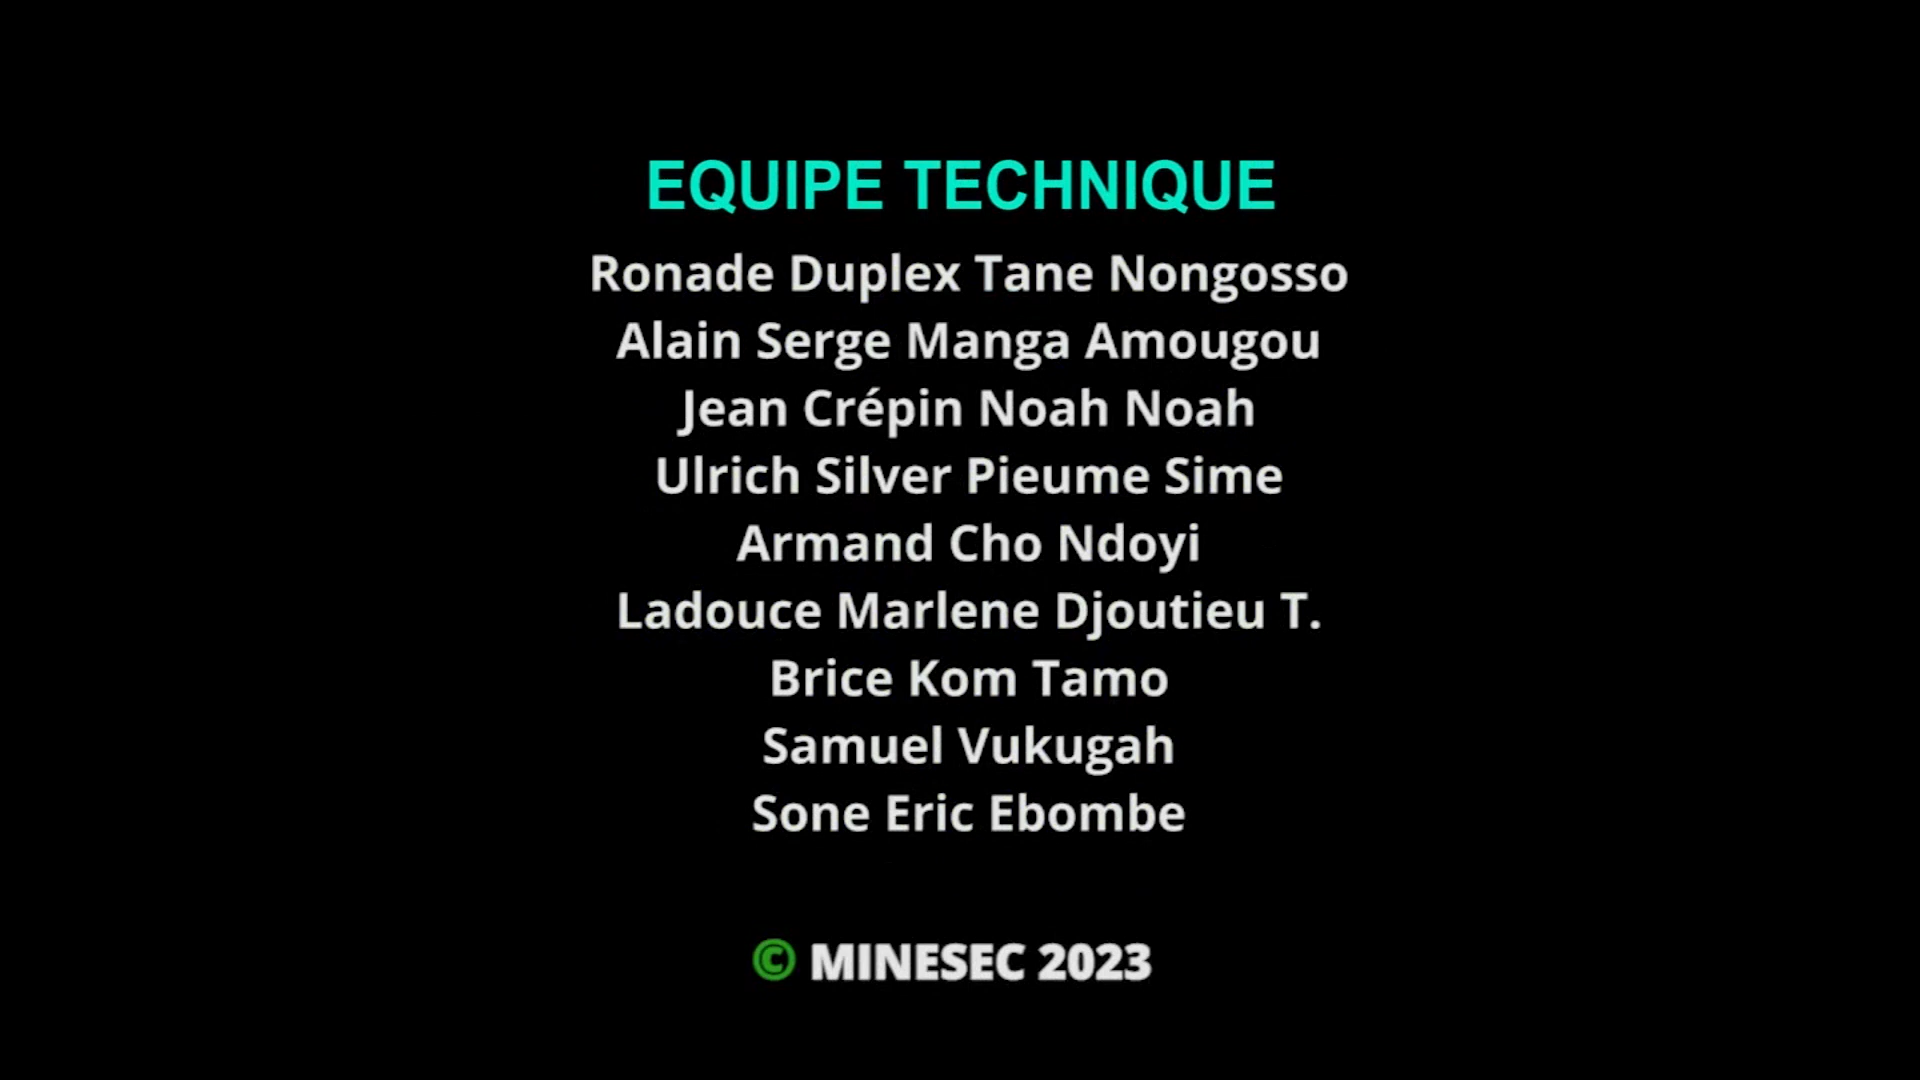 EQUIPE TECHNIQUE
Ronade Duplex Tane Nongosso
Alain Serge Manga Amougou
Jean Crépin Noah Noah
Ulrich Silver Pieume Sime
Armand Cho Ndoyi
Ladouce Marlene Djoutieu T.
Brice Kom Tamo
Samuel Vukugah
Sone Eric Ebombe
© MINESEC 2023